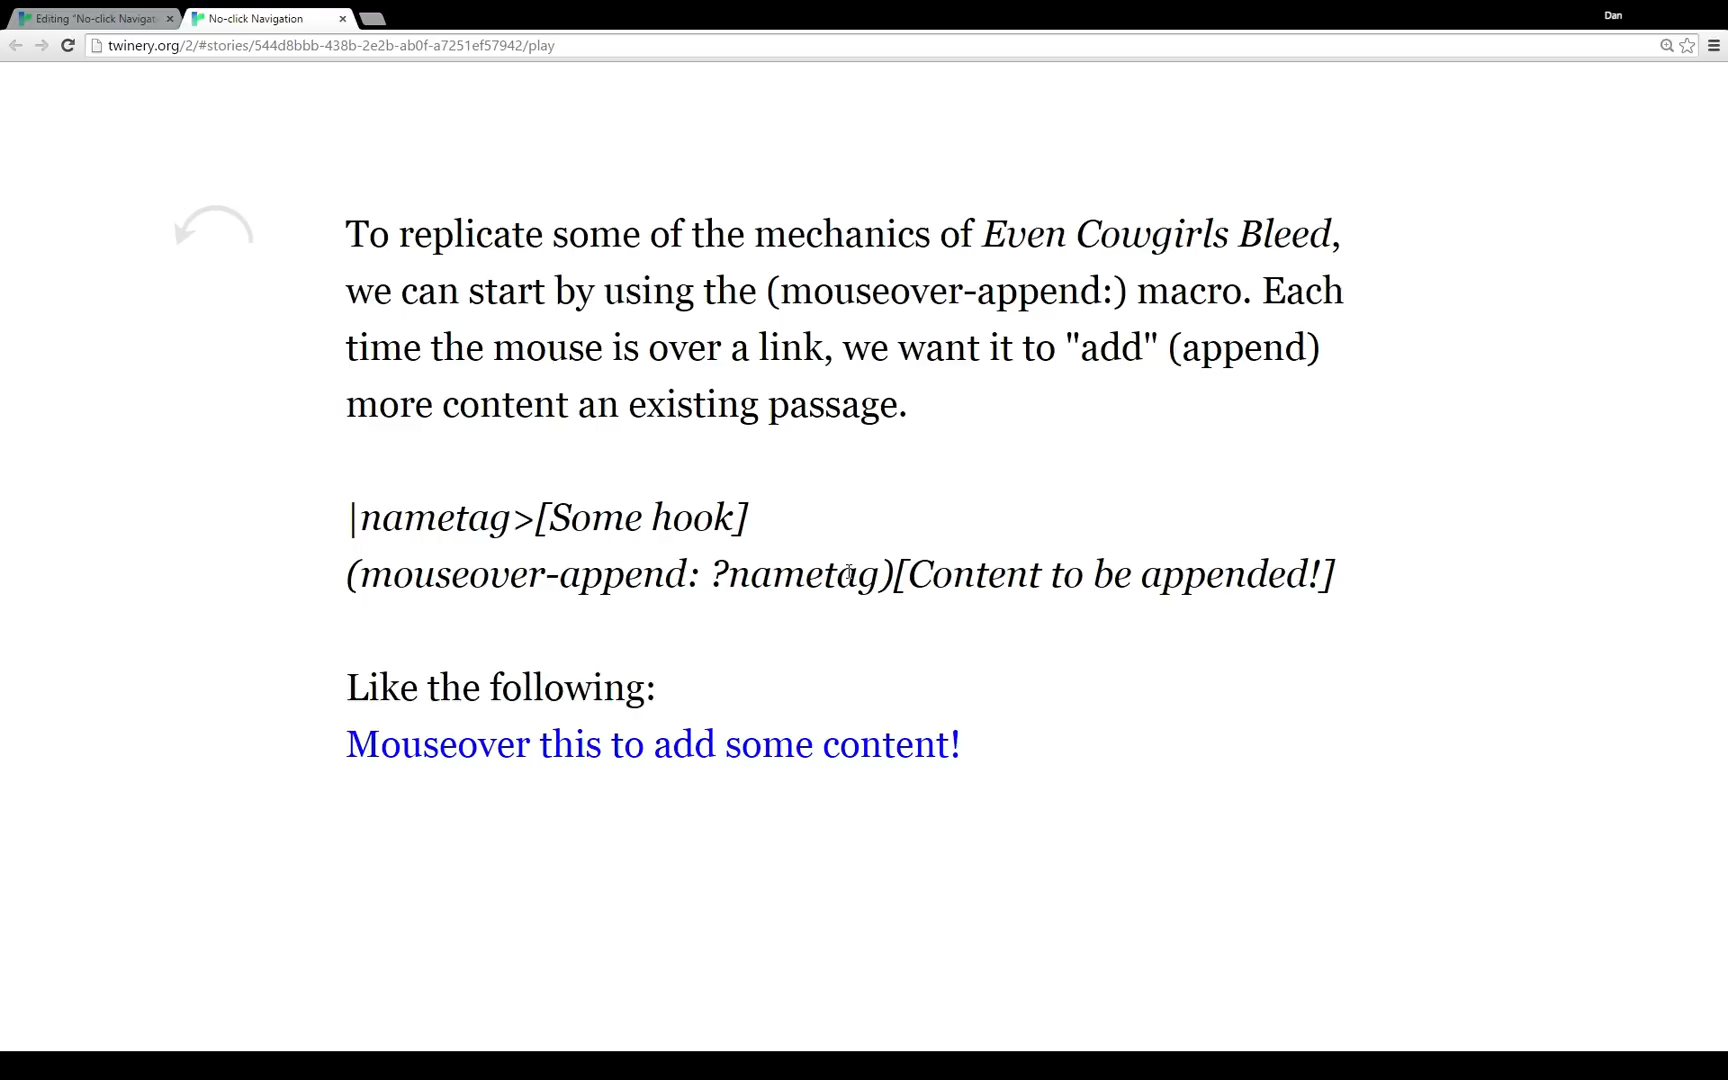 Editing "No-click Navigat
No-click Navigation
Dan
twinery.org/2/#stories/544d8bbb-438b-2e2b-ab0f-a7251ef57942/play
To replicate some of the mechanics of Even Cowgirls Bleed,
we can start by using the (mouseover-append:) macro. Each
time the mouse is over a link, we want it to "add" (append)
more content an existing passage.
|nametag>[Some hook]
(mouseover-append: ?nametag)[Content to be appended!]
Like the following:
Mouseover this to add some content!